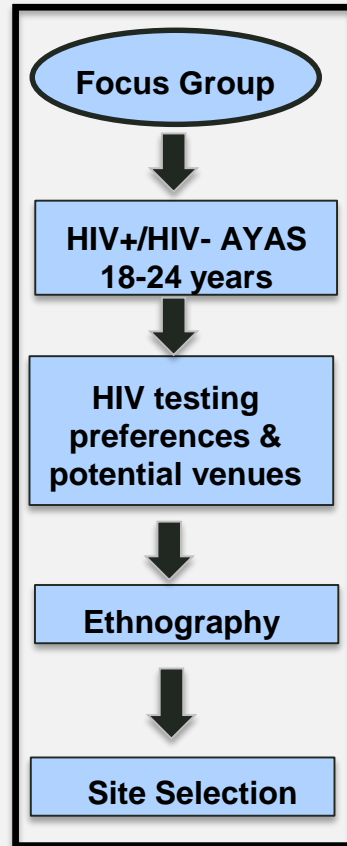 Focus Group
HIV+/HIV- AYAS
18-24 years
HIV testing
preferences &
potential venues
Ethnography
Site Selection